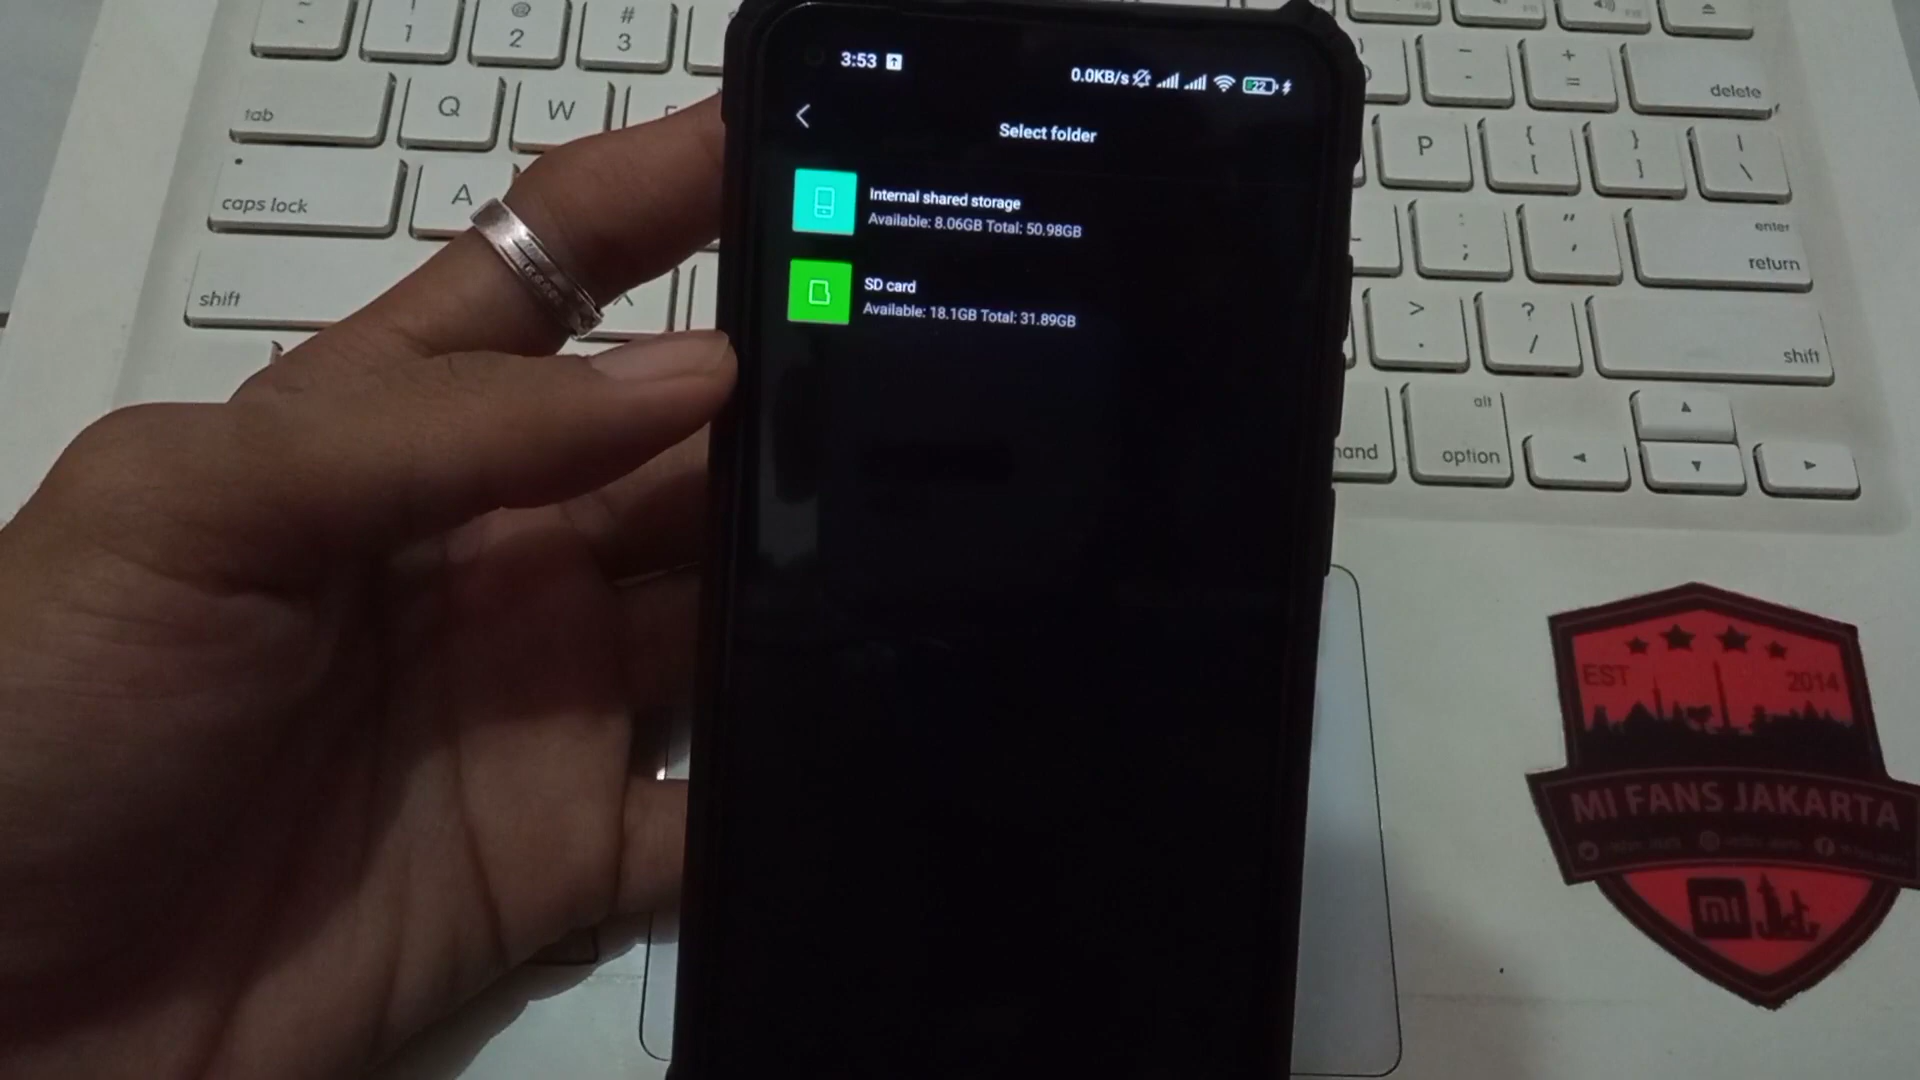 ~
!
1
@
2
#
3
-
+
=
delete
tab
Q
W
P
{
[
}
]
|
\
caps lock
A
:
;
"
'
enter
return
shift
X
>
.
?
/
shift
alt
option
3:53
0.0KB/s
22
Select folder
Internal shared storage
Available: 8.06GB Total: 50.98GB
SD card
Available: 18.1GB Total: 31.89GB
EST 2014
MI FANS JAKARTA
mi